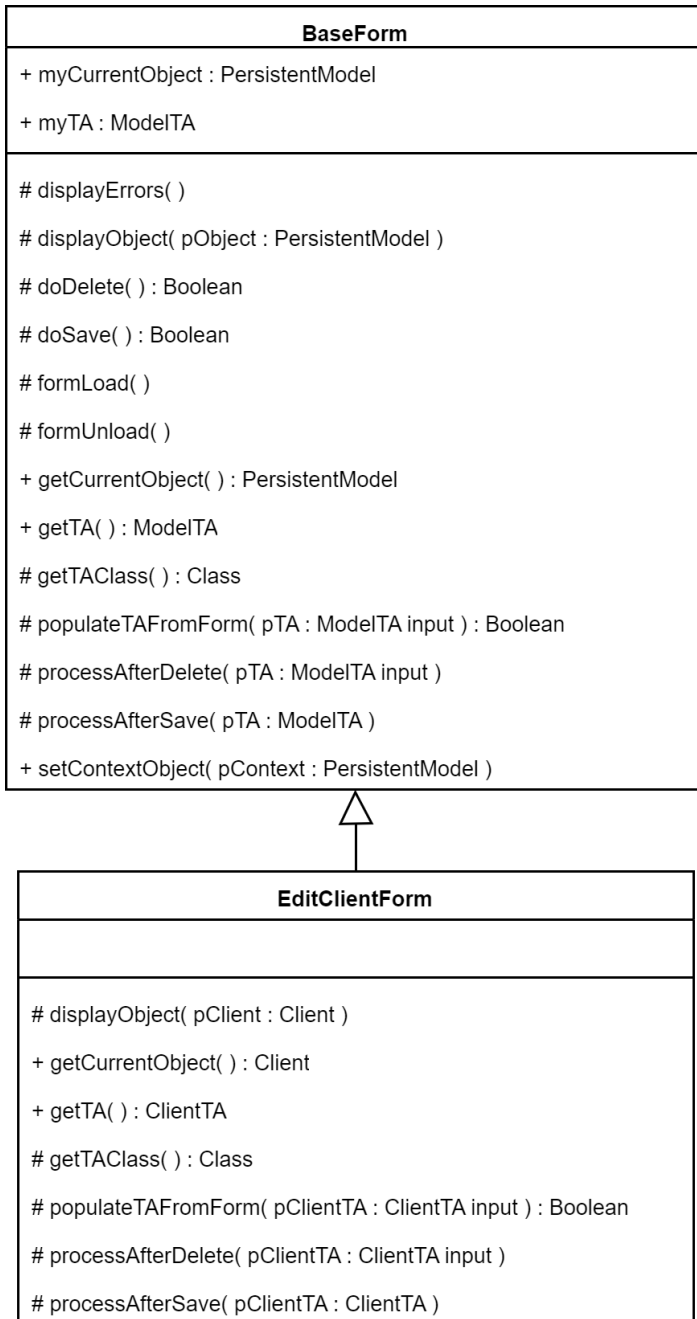 BaseForm
+ myCurrentObject : PersistentModel
+ myTA : ModelTA
# displayErrors( )
# displayObject( pObject : PersistentModel )
# doDelete( ) : Boolean
# doSave( ) : Boolean
# formLoad( )
# formUnload( )
+ getCurrentObject( ) : PersistentModel
+ getTA( ) : ModelTA
# getTAClass( ) : Class
# populateTAFromForm( pTA : ModelTA input ) : Boolean
# processAfterDelete( pTA : ModelTA input )
# processAfterSave( pTA : ModelTA )
+ setContextObject( pContext : PersistentModel )
EditClientForm
# displayObject( pClient : Client )
+ getCurrentObject( ) : Client
+ getTA( ) : ClientTA
# getTAClass( ) : Class
# populateTAFromForm( pClientTA : ClientTA input ) : Boolean
# processAfterDelete( pClientTA : ClientTA input )
# processAfterSave( pClientTA : ClientTA )